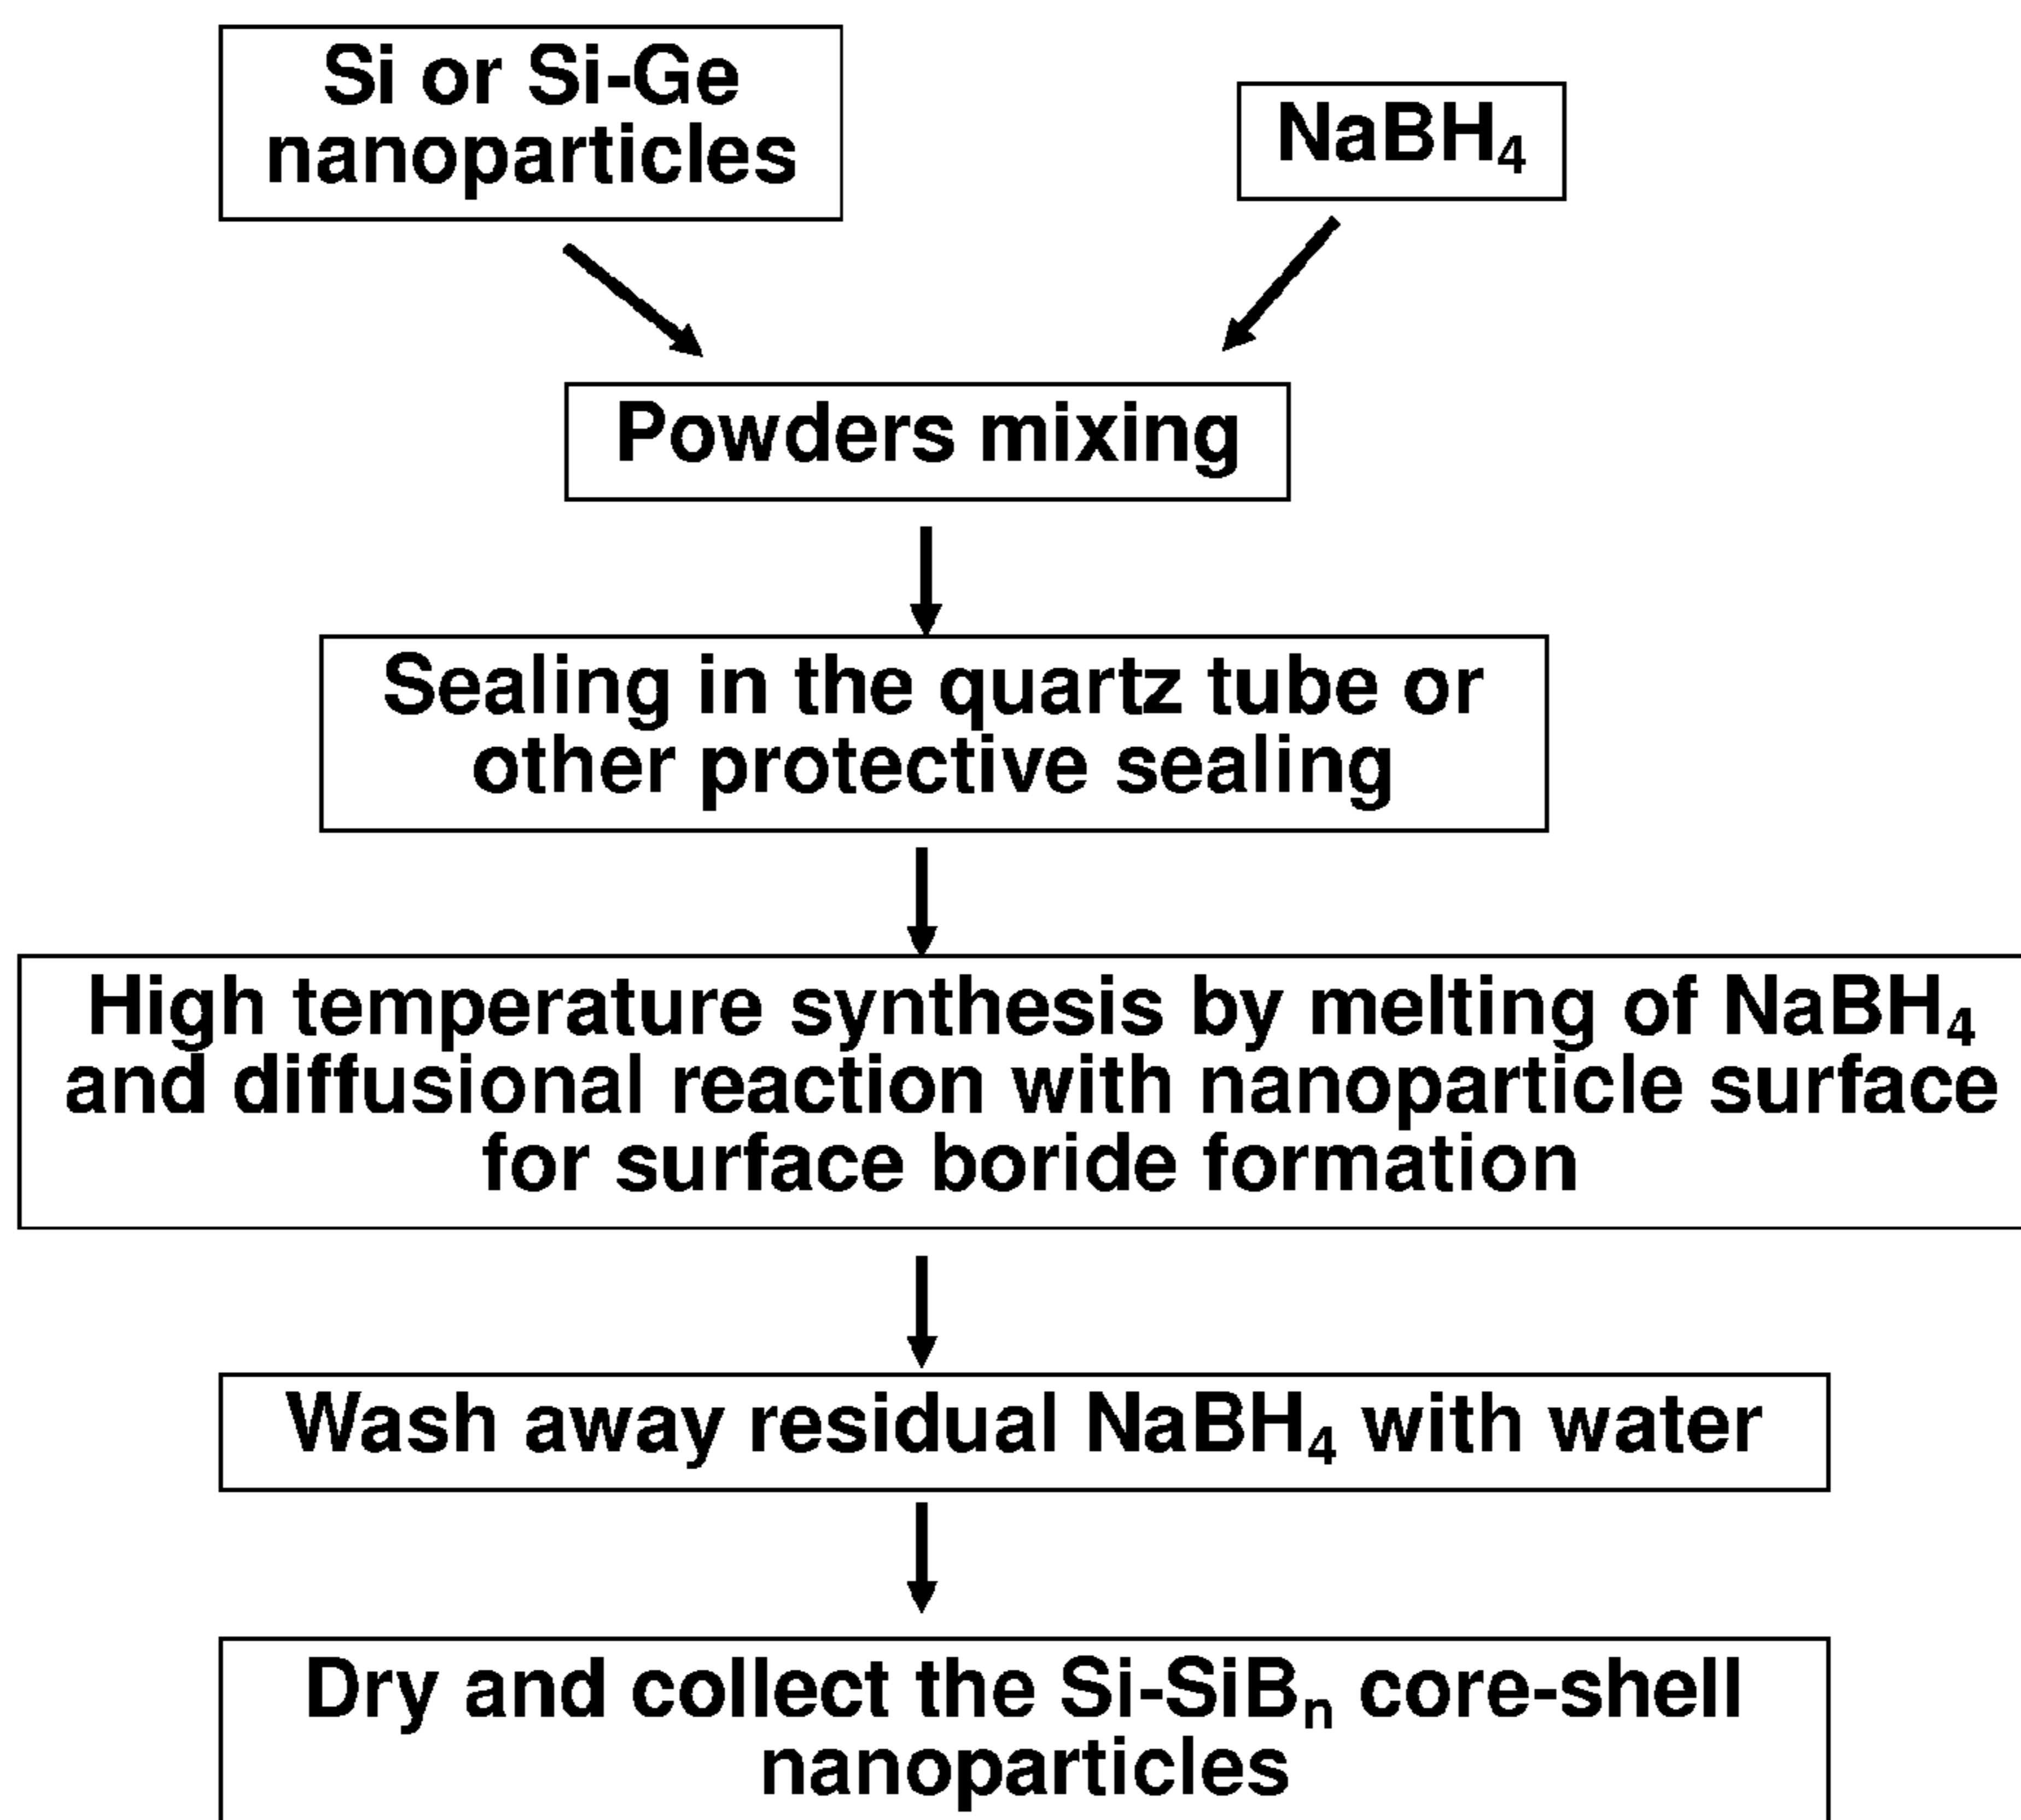 Si or Si-Ge
nanoparticles
NaBH₄
Powders mixing
Sealing in the quartz tube or
other protective sealing
High temperature synthesis by melting of NaBH₄
and diffusional reaction with nanoparticle surface
for surface boride formation
Wash away residual NaBH₄ with water
Dry and collect the Si-SiBₙ core-shell
nanoparticles